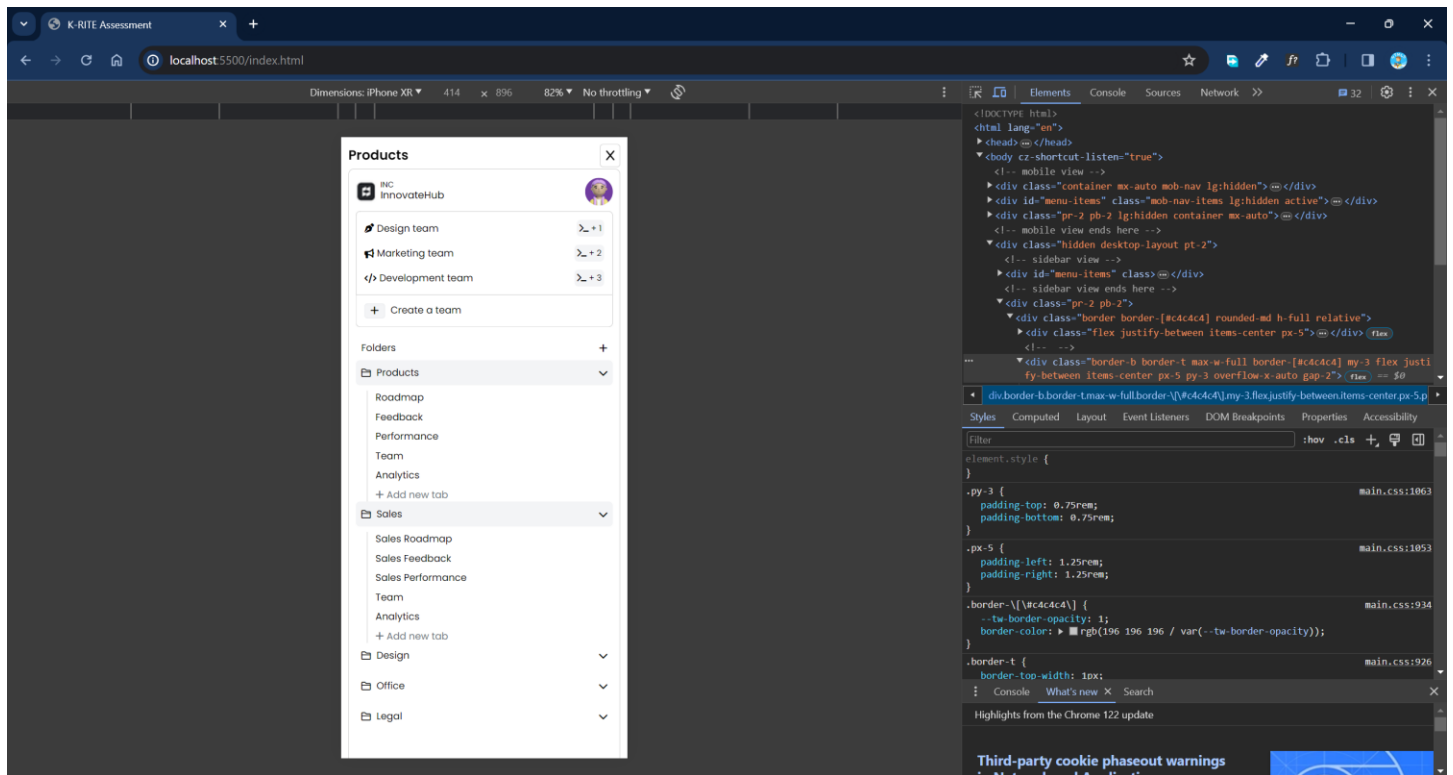 K-RITE Assessment
localhost:5500/index.html
Dimensions: iPhone XR ▼ 414 x 896 82% ▼ No throttling ▼
Products X
INC
InnovateHub
Design team + 1
Marketing team + 2
</> Development team + 3
+ Create a team
Folders +
Products
Roadmap
Feedback
Performance
Team
Analytics
+ Add new tab
Sales
Sales Roadmap
Sales Feedback
Sales Performance
Team
Analytics
+ Add new tab
Design
Office
Legal
Elements Console Sources Network 32
<!DOCTYPE html>
<html lang="en">
<head> </head>
<body cz-shortcut-listen="true">
<!-- mobile view -->
<div class="container mx-auto mob-nav lg:hidden"> </div>
<div id="menu-items" class="mob-nav-items lg:hidden active"> </div>
<div class="pr-2 pb-2 lg:hidden container mx-auto"> </div>
<!-- mobile view ends here -->
<div class="hidden desktop-layout pt-2">
<!-- sidebar view -->
<div id="menu-items" class> </div>
<!-- sidebar view ends here -->
<div class="pr-2 pb-2">
<div class="border border-[#c4c4c4] rounded-md h-full relative">
<div class="flex justify-between items-center px-5"> </div> flex
<!-- -->
<div class="border-b border-t max-w-full border-[#c4c4c4] my-3 flex justi
fy-between items-center px-5 py-3 overflow-x-auto gap-2"> flex == $0
div.border-b.border-t.max-w-full.border-\[\#c4c4c4\].my-3.flex.justify-between.items-center.px-5.p
Styles Computed Layout Event Listeners DOM Breakpoints Properties Accessibility
Filter :hov .cls
element.style {
}
.py-3 { main.css:1063
padding-top: 0.75rem;
padding-bottom: 0.75rem;
}
.px-5 { main.css:1053
padding-left: 1.25rem;
padding-right: 1.25rem;
}
.border-\[\#c4c4c4\] { main.css:934
--tw-border-opacity: 1;
border-color: rgb(196 196 196 / var(--tw-border-opacity));
}
.border-t { main.css:926
border-top-width: 1px;
Console What's new Search
Highlights from the Chrome 122 update
Third-party cookie phaseout warnings